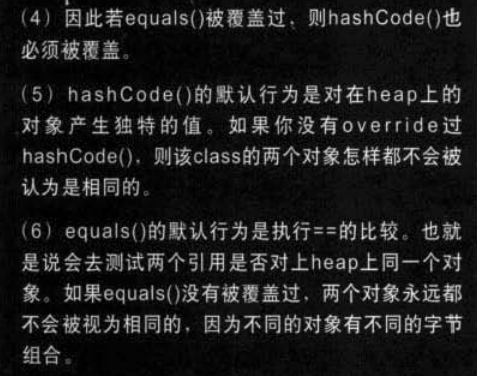 （4）因此若equals()被覆盖过，则hashCode()也
必须被覆盖。
（5）hashCode()的默认行为是对在heap上的
对象产生独特的值。如果你没有override过
hashCode()，则该class的两个对象怎样都不会被
认为是相同的。
（6）equals()的默认行为是执行==的比较。也就
是说会去测试两个引用是否对上heap上同一个对
象。如果equals()没有被覆盖过，两个对象永远都
不会被视为相同的，因为不同的对象有不同的字节
组合。